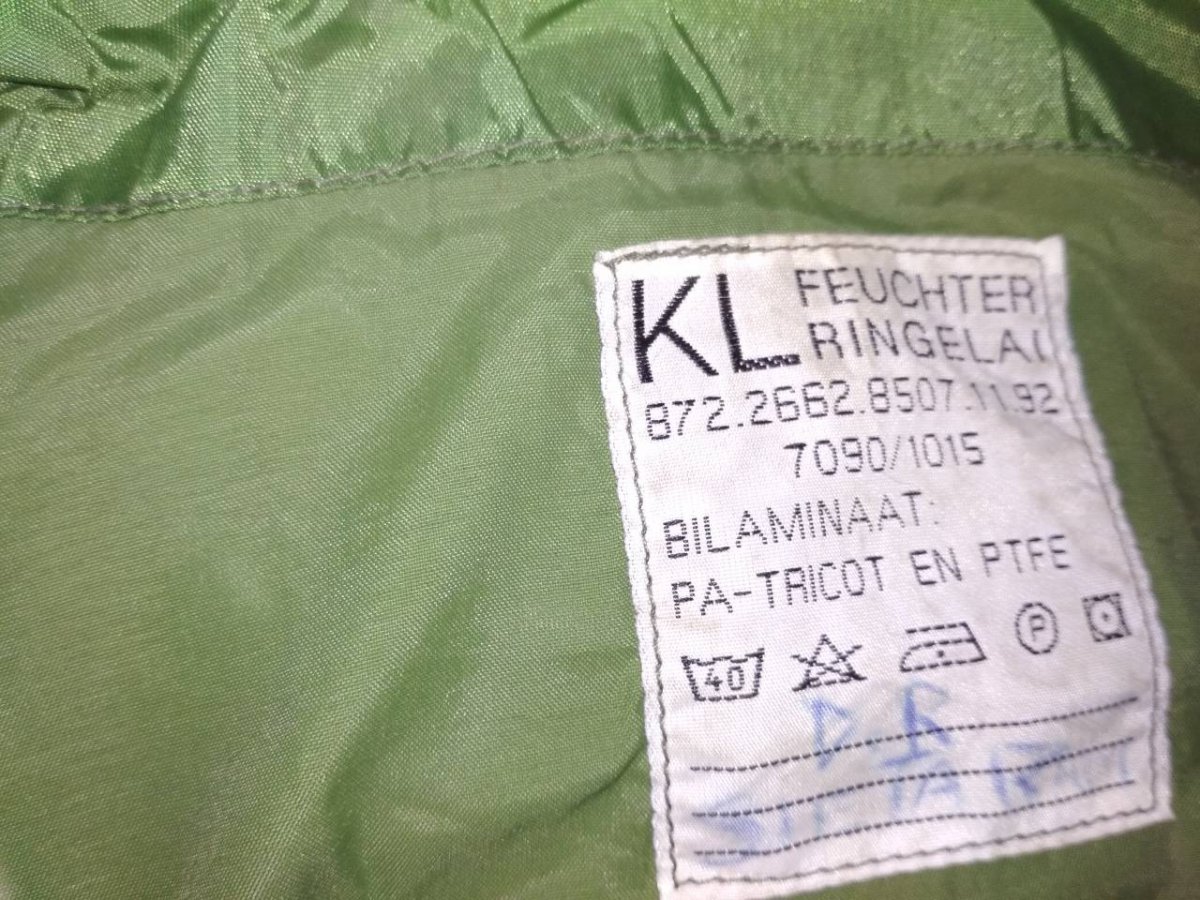 KL FEUCHTER
RINGELAI
872.2662.8507.11.92
7090/1015
BILAMINAAT:
PA-TRICOT EN PTFE
40 P
D.R